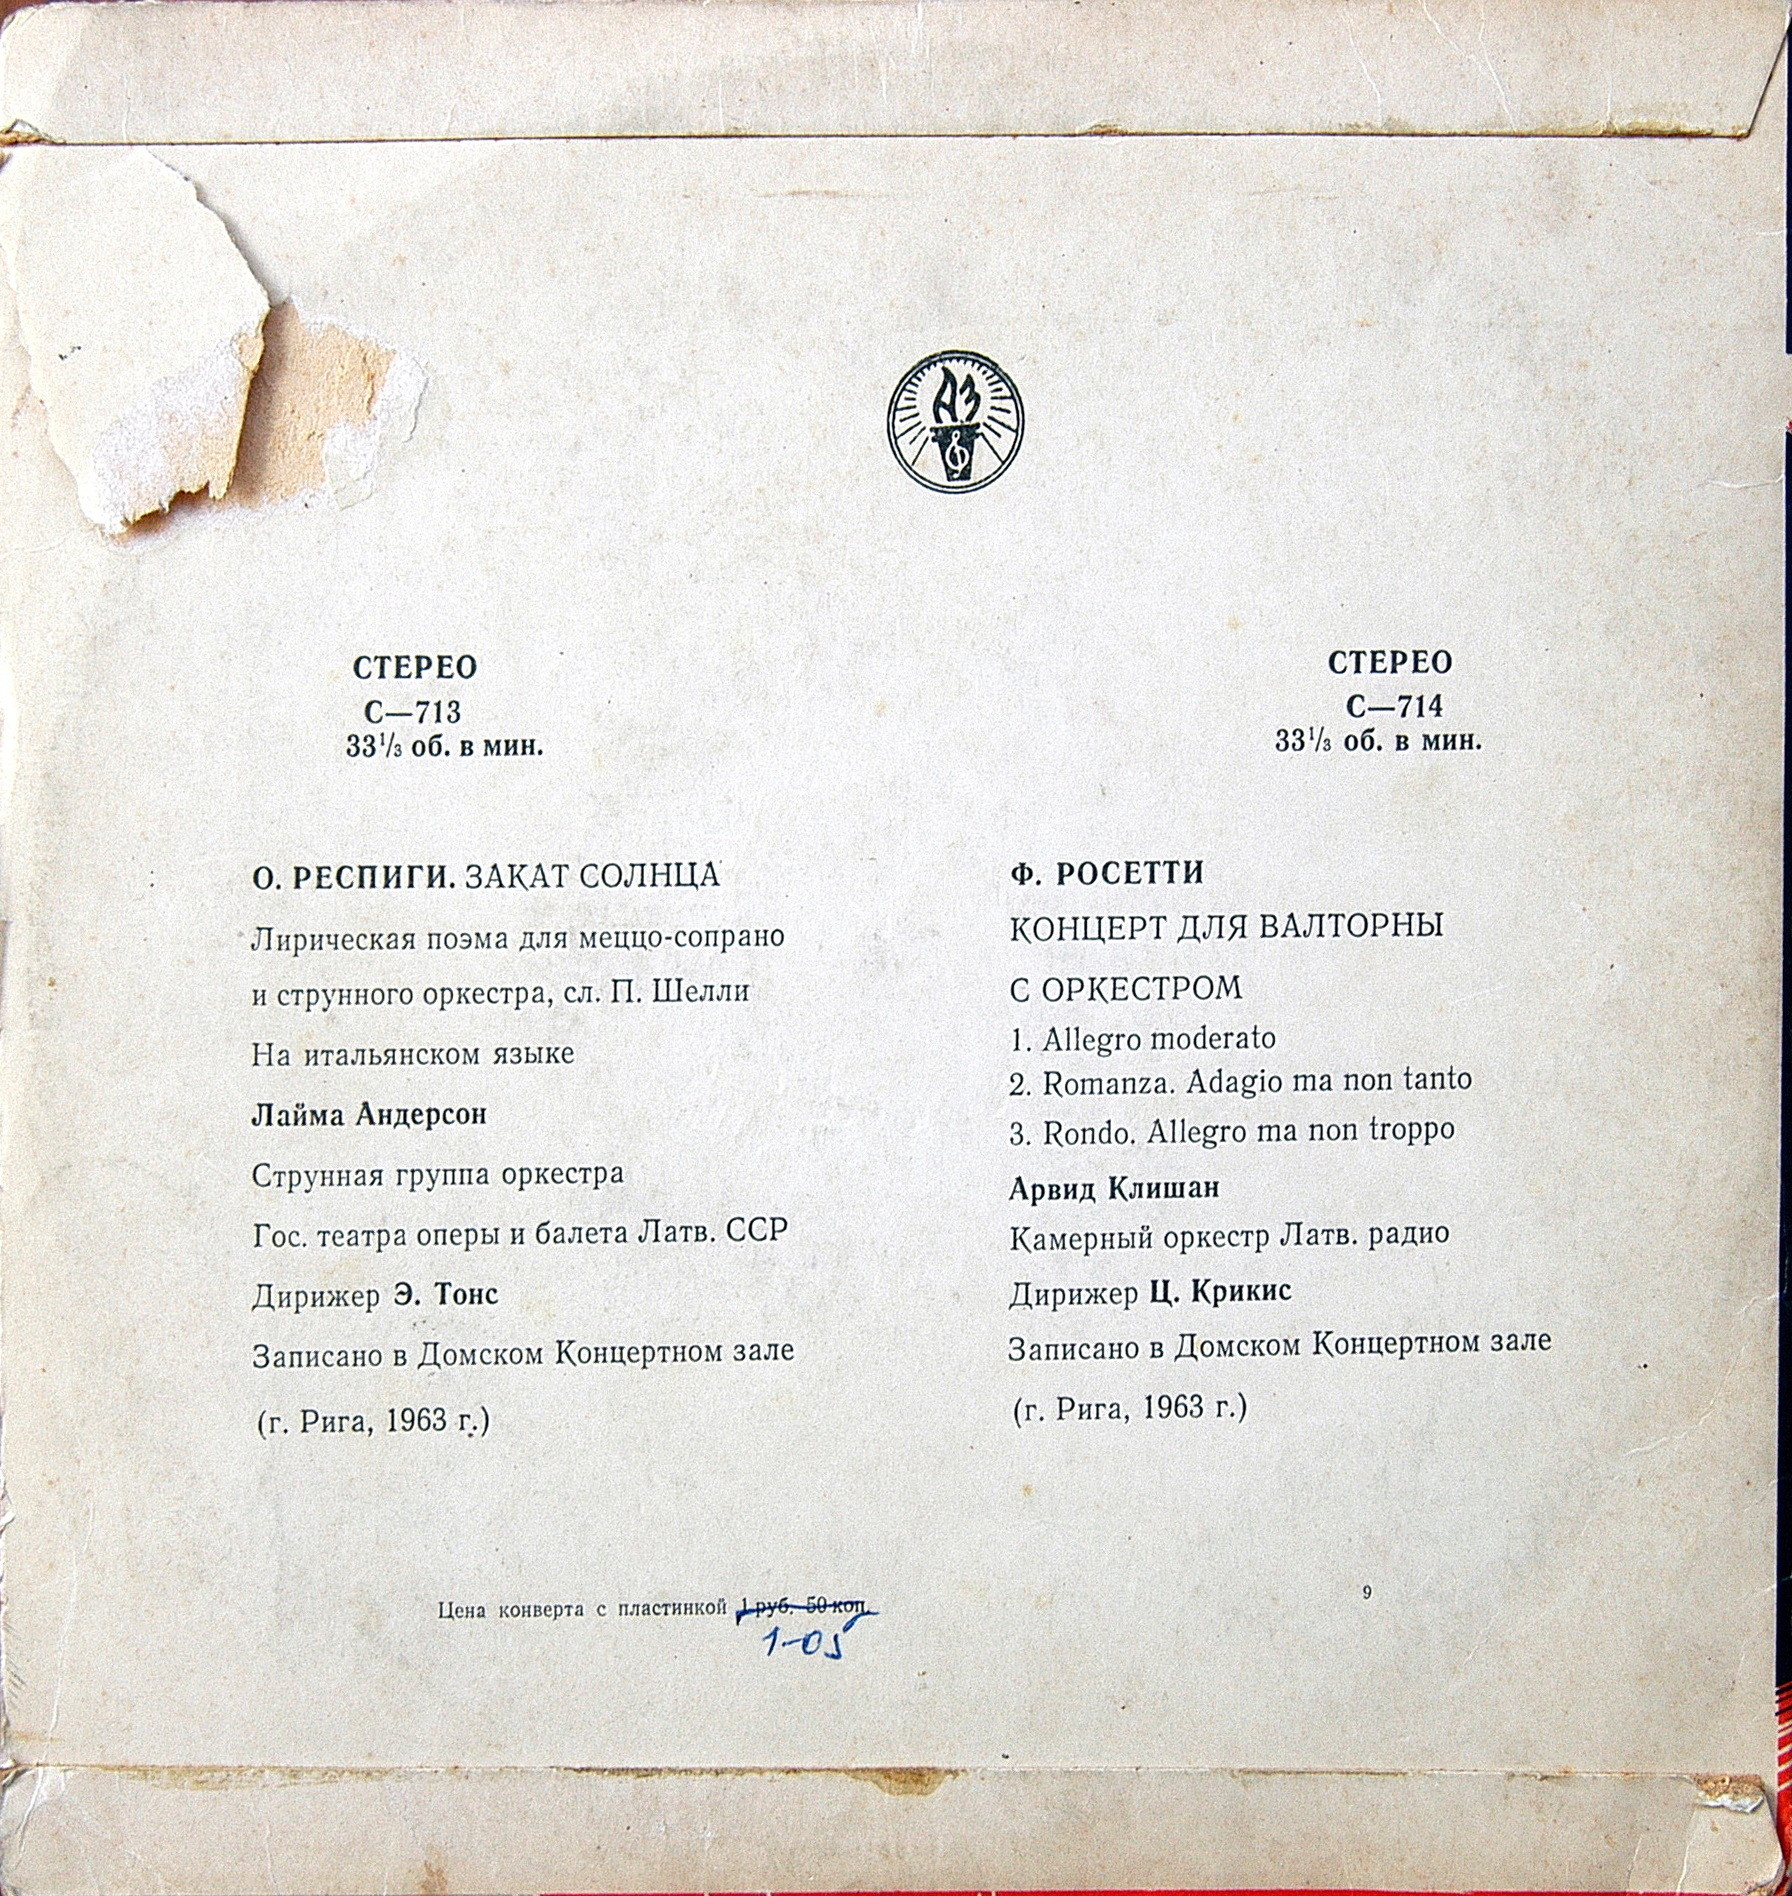 АЗ
СТЕРЕО
С—713
33 1/3 об. в мин.
О. РЕСПИГИ. ЗАКАТ СОЛНЦА
Лирическая поэма для меццо-сопрано
и струнного оркестра, сл. П. Шелли
На итальянском языке
Лайма Андерсон
Струнная группа оркестра
Гос. театра оперы и балета Латв. ССР
Дирижер Э. Тонс
Записано в Домском Концертном зале
(г. Рига, 1963 г.)
СТЕРЕО
С—714
33 1/3 об. в мин.
Ф. РОСЕТТИ
КОНЦЕРТ ДЛЯ ВАЛТОРНЫ
С ОРКЕСТРОМ
1. Allegro moderato
2. Romanza. Adagio ma non tanto
3. Rondo. Allegro ma non troppo
Арвид Клишан
Камерный оркестр Латв. радио
Дирижер Ц. Крикис
Записано в Домском Концертном зале
(г. Рига, 1963 г.)
Цена конверта с пластинкой 1 руб. 50 коп.
1-05
9